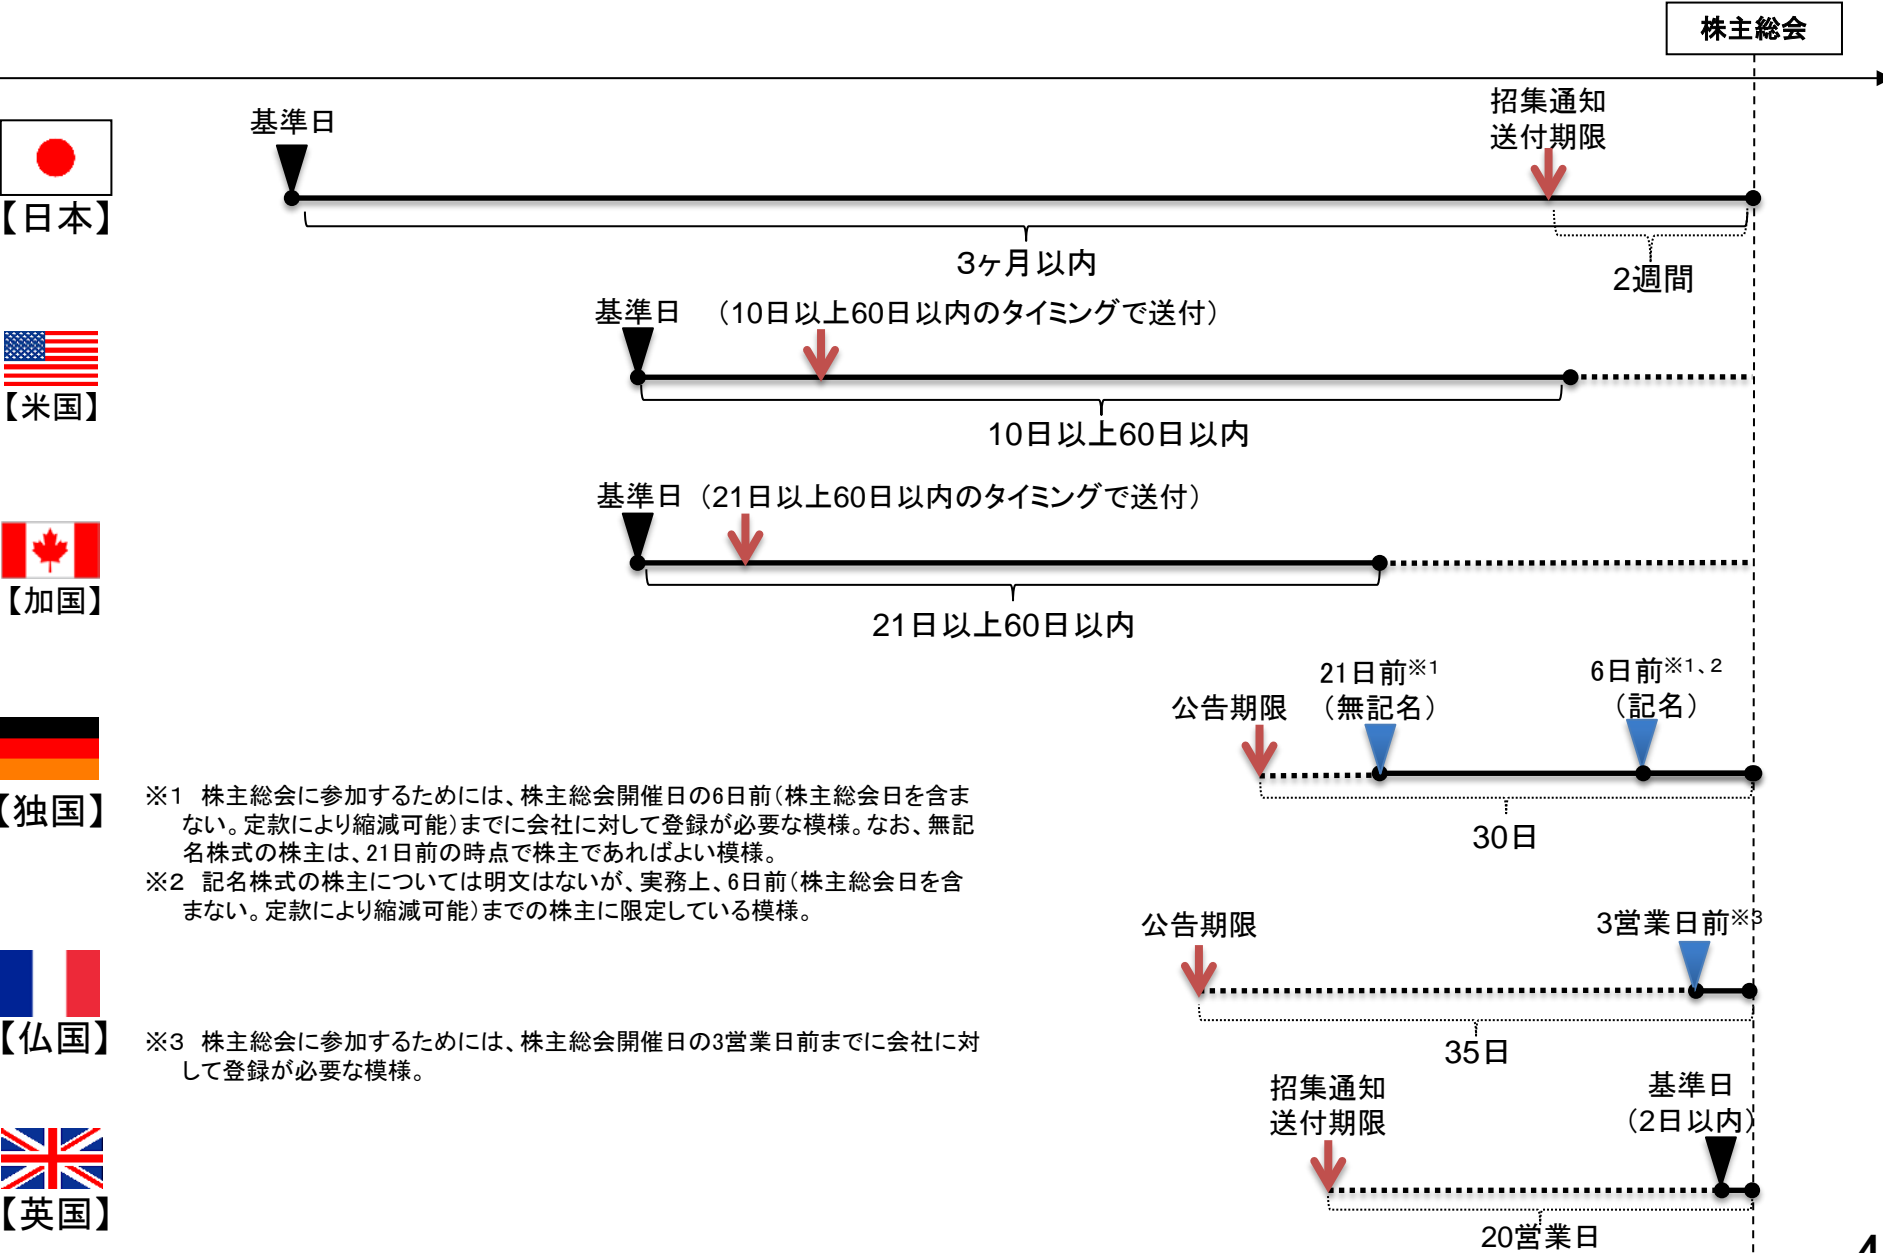 株主総会
基準日
招集通知
送付期限
【日本】
3ヶ月以内
2週間
基準日 （10日以上60日以内のタイミングで送付）
【米国】
10日以上60日以内
基準日（21日以上60日以内のタイミングで送付）
【加国】
21日以上60日以内
公告期限
21日前※1
（無記名）
6日前※1、2
（記名）
【独国】
30日
※1 株主総会に参加するためには、株主総会開催日の6日前（株主総会日を含ま
ない。定款により縮減可能）までに会社に対して登録が必要な模様。なお、無記
名株式の株主は、21日前の時点で株主であればよい模様。
※2 記名株式の株主については明文はないが、実務上、6日前（株主総会日を含
まない。定款により縮減可能）までの株主に限定している模様。
公告期限
3営業日前※3
【仏国】
35日
※3 株主総会に参加するためには、株主総会開催日の3営業日前までに会社に対
して登録が必要な模様。
招集通知
送付期限
基準日
（2日以内）
【英国】
20営業日
4